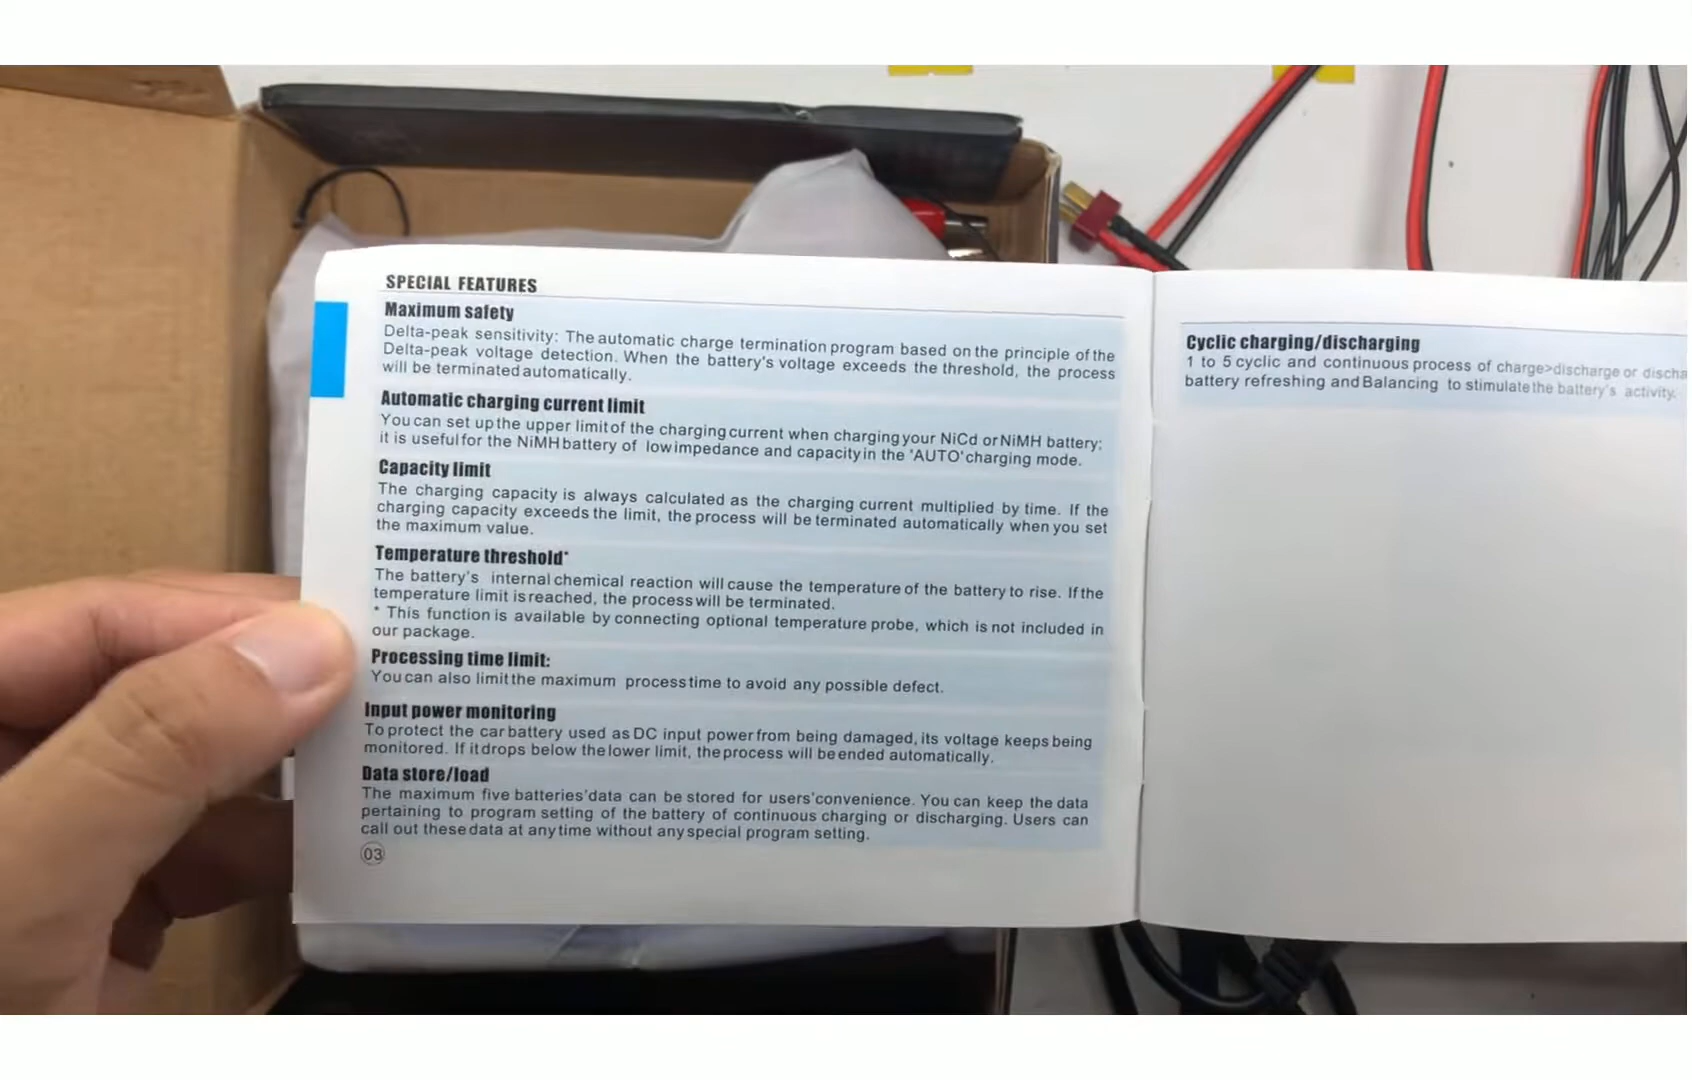 SPECIAL FEATURES
Maximum safety
Delta-peak sensitivity: The automatic charge termination program based on the principle of the
Delta-peak voltage detection. When the battery's voltage exceeds the threshold, the process
will be terminated automatically.
Automatic charging current limit
You can set up the upper limit of the charging current when charging your NiCd or NiMH battery;
it is useful for the NiMH battery of low impedance and capacity in the 'AUTO' charging mode.
Capacity limit
The charging capacity is always calculated as the charging current multiplied by time. If the
charging capacity exceeds the limit, the process will be terminated automatically when you set
the maximum value.
Temperature threshold*
The battery's internal chemical reaction will cause the temperature of the battery to rise. If the
temperature limit is reached, the process will be terminated.
* This function is available by connecting optional temperature probe, which is not included in
our package.
Processing time limit:
You can also limit the maximum process time to avoid any possible defect.
Input power monitoring
To protect the car battery used as DC input power from being damaged, its voltage keeps being
monitored. If it drops below the lower limit, the process will be ended automatically.
Data store/load
The maximum five batteries' data can be stored for users' convenience. You can keep the data
pertaining to program setting of the battery of continuous charging or discharging. Users can
call out these data at any time without any special program setting.
03
Cyclic charging/discharging
1 to 5 cyclic and continuous process of charge>discharge or
battery refreshing and Balancing to stimulate the battery's activity.